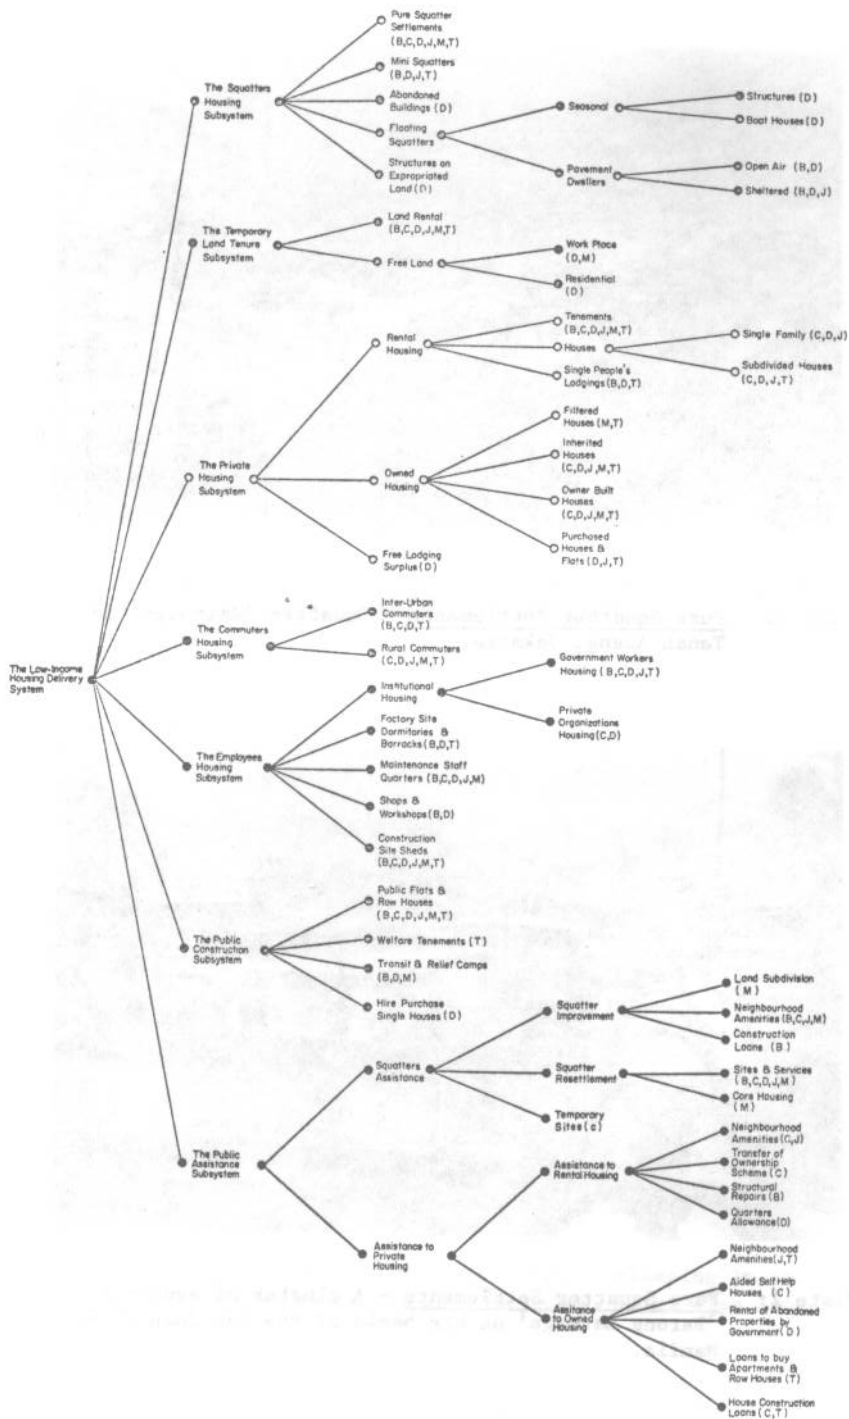 The Low-Income
Housing Delivery
System
The Squatters
Housing
Subsystem
Pure Squatter
Settlements
(B,C,D,J,M,T)
Mini Squatters
(B,D,J,T)
Abandoned
Buildings (D)
Floating
Squatters
Structures on
Expropriated
Land (D)
Seasonal
Structures (D)
Boat Houses (D)
Pavement
Dwellers
Open Air (B,D)
Sheltered (B,D,J)
The Temporary
Land Tenure
Subsystem
Land Rental
(B,C,D,J,M,T)
Free Land
Work Place
(D,M)
Residential
(D)
The Private
Housing
Subsystem
Rental
Housing
Tenements
(B,C,D,J,M,T)
Houses
Single Family (C,D,J)
Subdivided Houses
(C,D,J,T)
Single People's
Lodgings (B,D,T)
Owned
Housing
Filtered
Houses (M,T)
Inherited
Houses
(C,D,J,M,T)
Owner Built
Houses
(C,D,J,M,T)
Purchased
Houses &
Flats (D,J,T)
Free Lodging
Surplus (D)
The Commuters
Housing
Subsystem
Inter-Urban
Commuters
(B,C,D,T)
Rural Commuters
(C,D,J,M,T)
The Employees
Housing
Subsystem
Institutional
Housing
Government Workers
Housing (B,C,D,J,T)
Private
Organizations
Housing (C,D)
Factory Site
Dormitories &
Barracks (B,D,T)
Maintenance Staff
Quarters (B,C,D,J,M)
Shops &
Workshops (B,D)
Construction
Site Sheds
(B,C,D,J,M,T)
The Public
Construction
Subsystem
Public Flats &
Row Houses
(B,C,D,J,M,T)
Welfare Tenements (T)
Transit & Relief Camps
(B,D,M)
Hire Purchase
Single Houses (D)
The Public
Assistance
Subsystem
Squatters
Assistance
Squatter
Improvement
Land Subdivision
(M)
Neighbourhood
Amenities (B,C,J,M)
Construction
Loans (B)
Squatter
Resettlement
Sites & Services
(B,C,D,J,M)
Core Housing
(M)
Temporary
Sites (c)
Assistance to
Private
Housing
Assistance to
Rental Housing
Neighbourhood
Amenities (C,J)
Transfer of
Ownership
Scheme (C)
Structural
Repairs (B)
Quarters
Allowance (D)
Assitance
to Owned
Housing
Neighbourhood
Amenities (J,T)
Aided Self Help
Houses (C)
Rental of Abandoned
Properties by
Government (D)
Loans to buy
Apartments &
Row Houses (T)
House Construction
Loans (C,T)